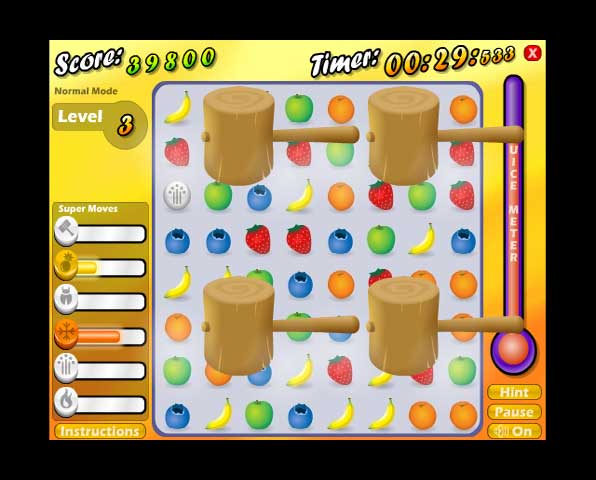 Score: 39800
Timer: 00:29:533
X
Normal Mode
Level 3
JUICE METER
Super Moves
Hint
Pause
Instructions
On